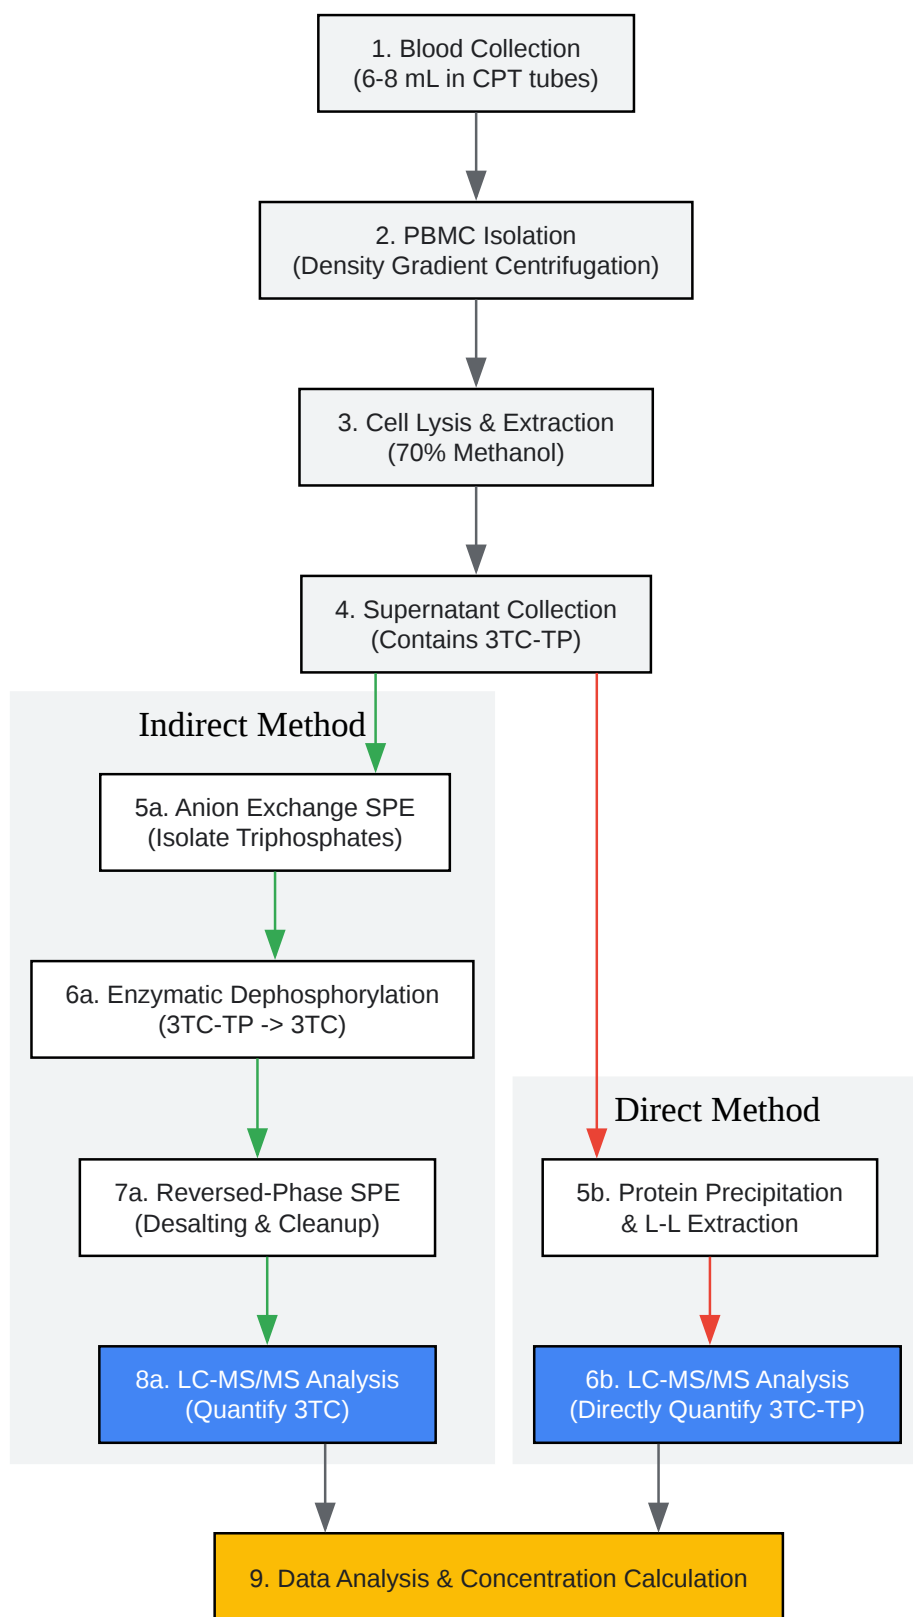 1. Blood Collection
(6-8 mL in CPT tubes)
2. PBMC Isolation
(Density Gradient Centrifugation)
3. Cell Lysis & Extraction
(70% Methanol)
4. Supernatant Collection
(Contains 3TC-TP)
Indirect Method
5a. Anion Exchange SPE
(Isolate Triphosphates)
6a. Enzymatic Dephosphorylation
(3TC-TP -> 3TC)
7a. Reversed-Phase SPE
(Desalting & Cleanup)
8a. LC-MS/MS Analysis
(Quantify 3TC)
Direct Method
5b. Protein Precipitation
& L-L Extraction
6b. LC-MS/MS Analysis
(Directly Quantify 3TC-TP)
9. Data Analysis & Concentration Calculation